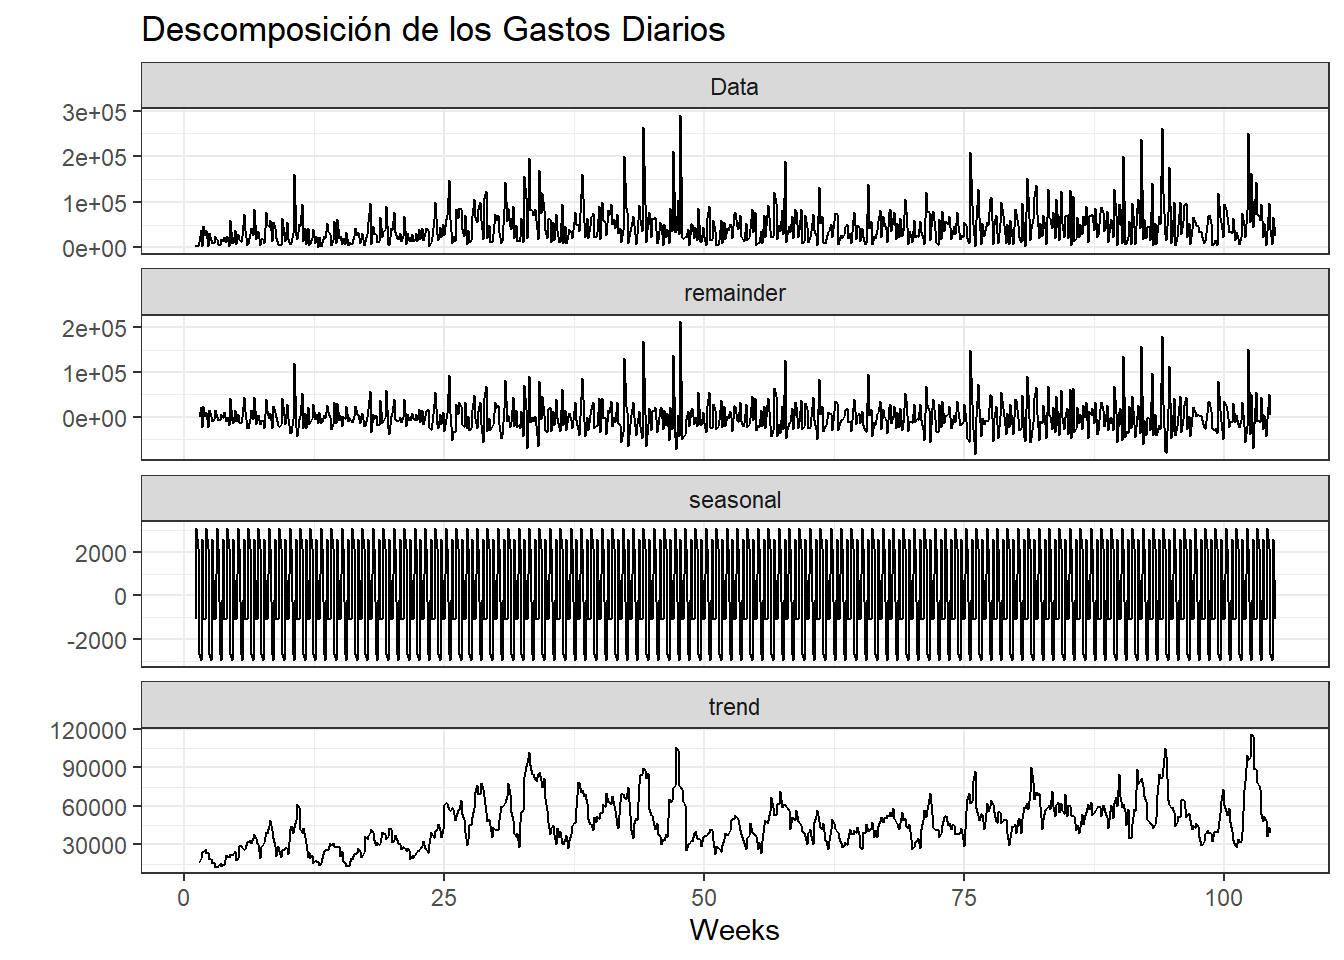 Descomposición de los Gastos Diarios
Data
3e+05
2e+05
1e+05
0e+00
remainder
2e+05
1e+05
0e+00
seasonal
2000
0
-2000
trend
120000
90000
60000
30000
0 25 50 75 100
Weeks